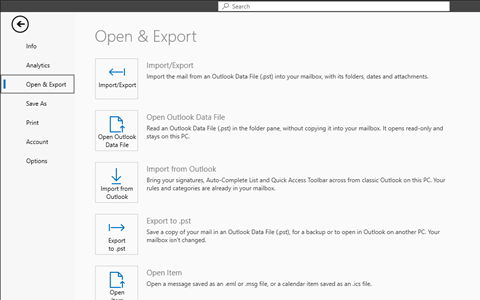 Search
Open & Export
Info
Analytics
Open & Export
Save As
Print
Account
Options
Import/Export
Import/Export
Import the mail from an Outlook Data File (.pst) into your mailbox, with its folders, dates and attachments.
Open Outlook
Data File
Open Outlook Data File
Read an Outlook Data File (.pst) in the folder pane, without copying it into your mailbox. It opens read-only and
stays on this PC.
Import from
Outlook
Import from Outlook
Bring your signatures, Auto-Complete List and Quick Access Toolbar across from classic Outlook on this PC. Your
rules and categories are already in your mailbox.
Export
to .pst
Export to .pst
Save a copy of your mail in an Outlook Data File (.pst), for a backup or to open in Outlook on another PC. Your
mailbox isn't changed.
Open
Item
Open Item
Open a message saved as an .eml or .msg file, or a calendar item saved as an .ics file.